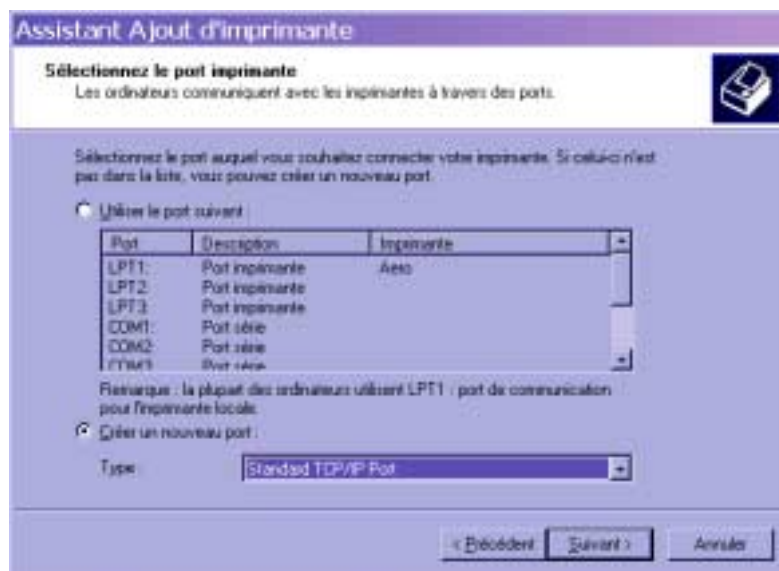 Assistant Ajout d'imprimante
Sélectionnez le port imprimante
Les ordinateurs communiquent avec les imprimantes à travers des ports.
Sélectionnez le port auquel vous souhaitez connecter votre imprimante. Si celui-ci n'est
pas dans la liste, vous pouvez créer un nouveau port.
Utiliser le port suivant :
Port Description Imprimante
LPT1: Port imprimante Aero
LPT2: Port imprimante
LPT3: Port imprimante
COM1: Port série
COM2: Port série
COM3: Port série
Remarque : la plupart des ordinateurs utilisent LPT1 : port de communication
pour l'imprimante locale.
Créer un nouveau port :
Type : Standard TCP/IP Port
< Précédent Suivant > Annuler